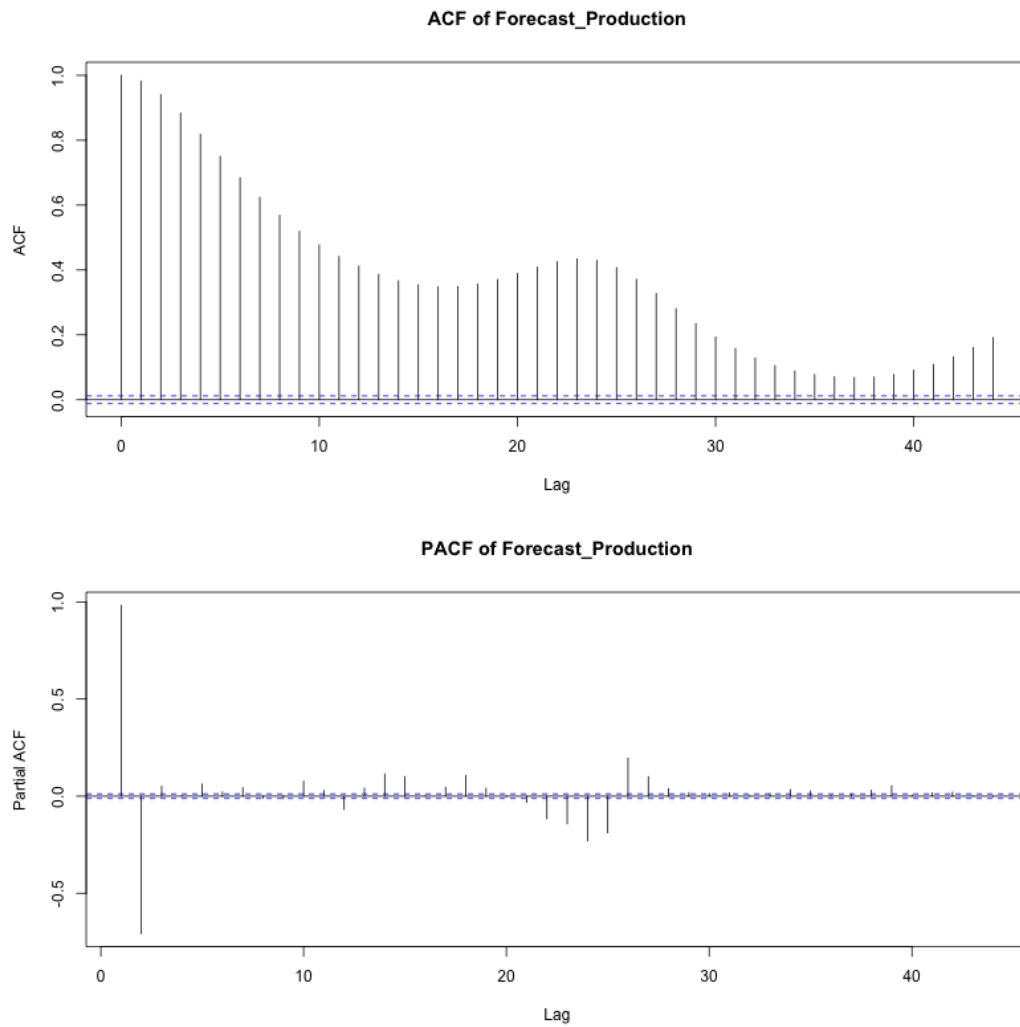 ACF of Forecast_Production
ACF
1.0
0.8
0.6
0.4
0.2
0.0
0 10 20 30 40
Lag
PACF of Forecast_Production
Partial ACF
1.0
0.5
0.0
-0.5
0 10 20 30 40
Lag